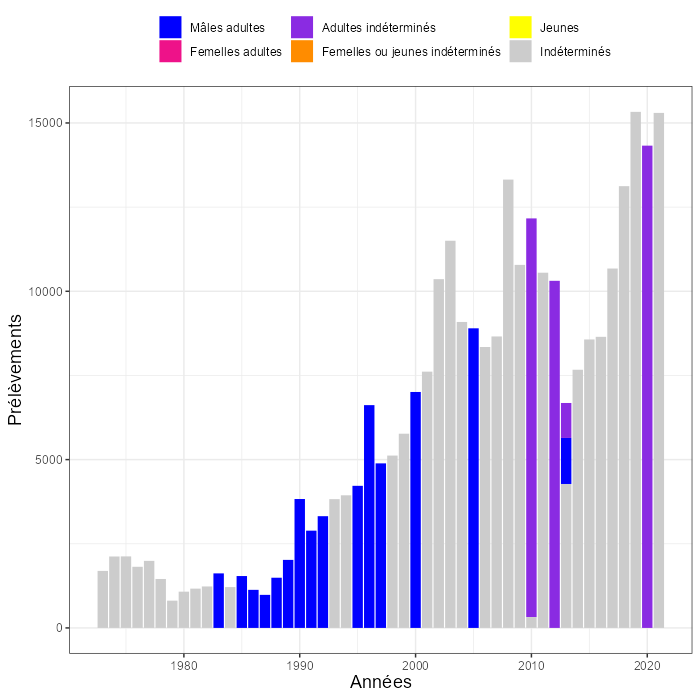 Mâles adultes Adultes indéterminés Jeunes
Femelles adultes Femelles ou jeunes indéterminés Indéterminés
15000
10000
5000
0
Prélèvements
1980 1990 2000 2010 2020
Années